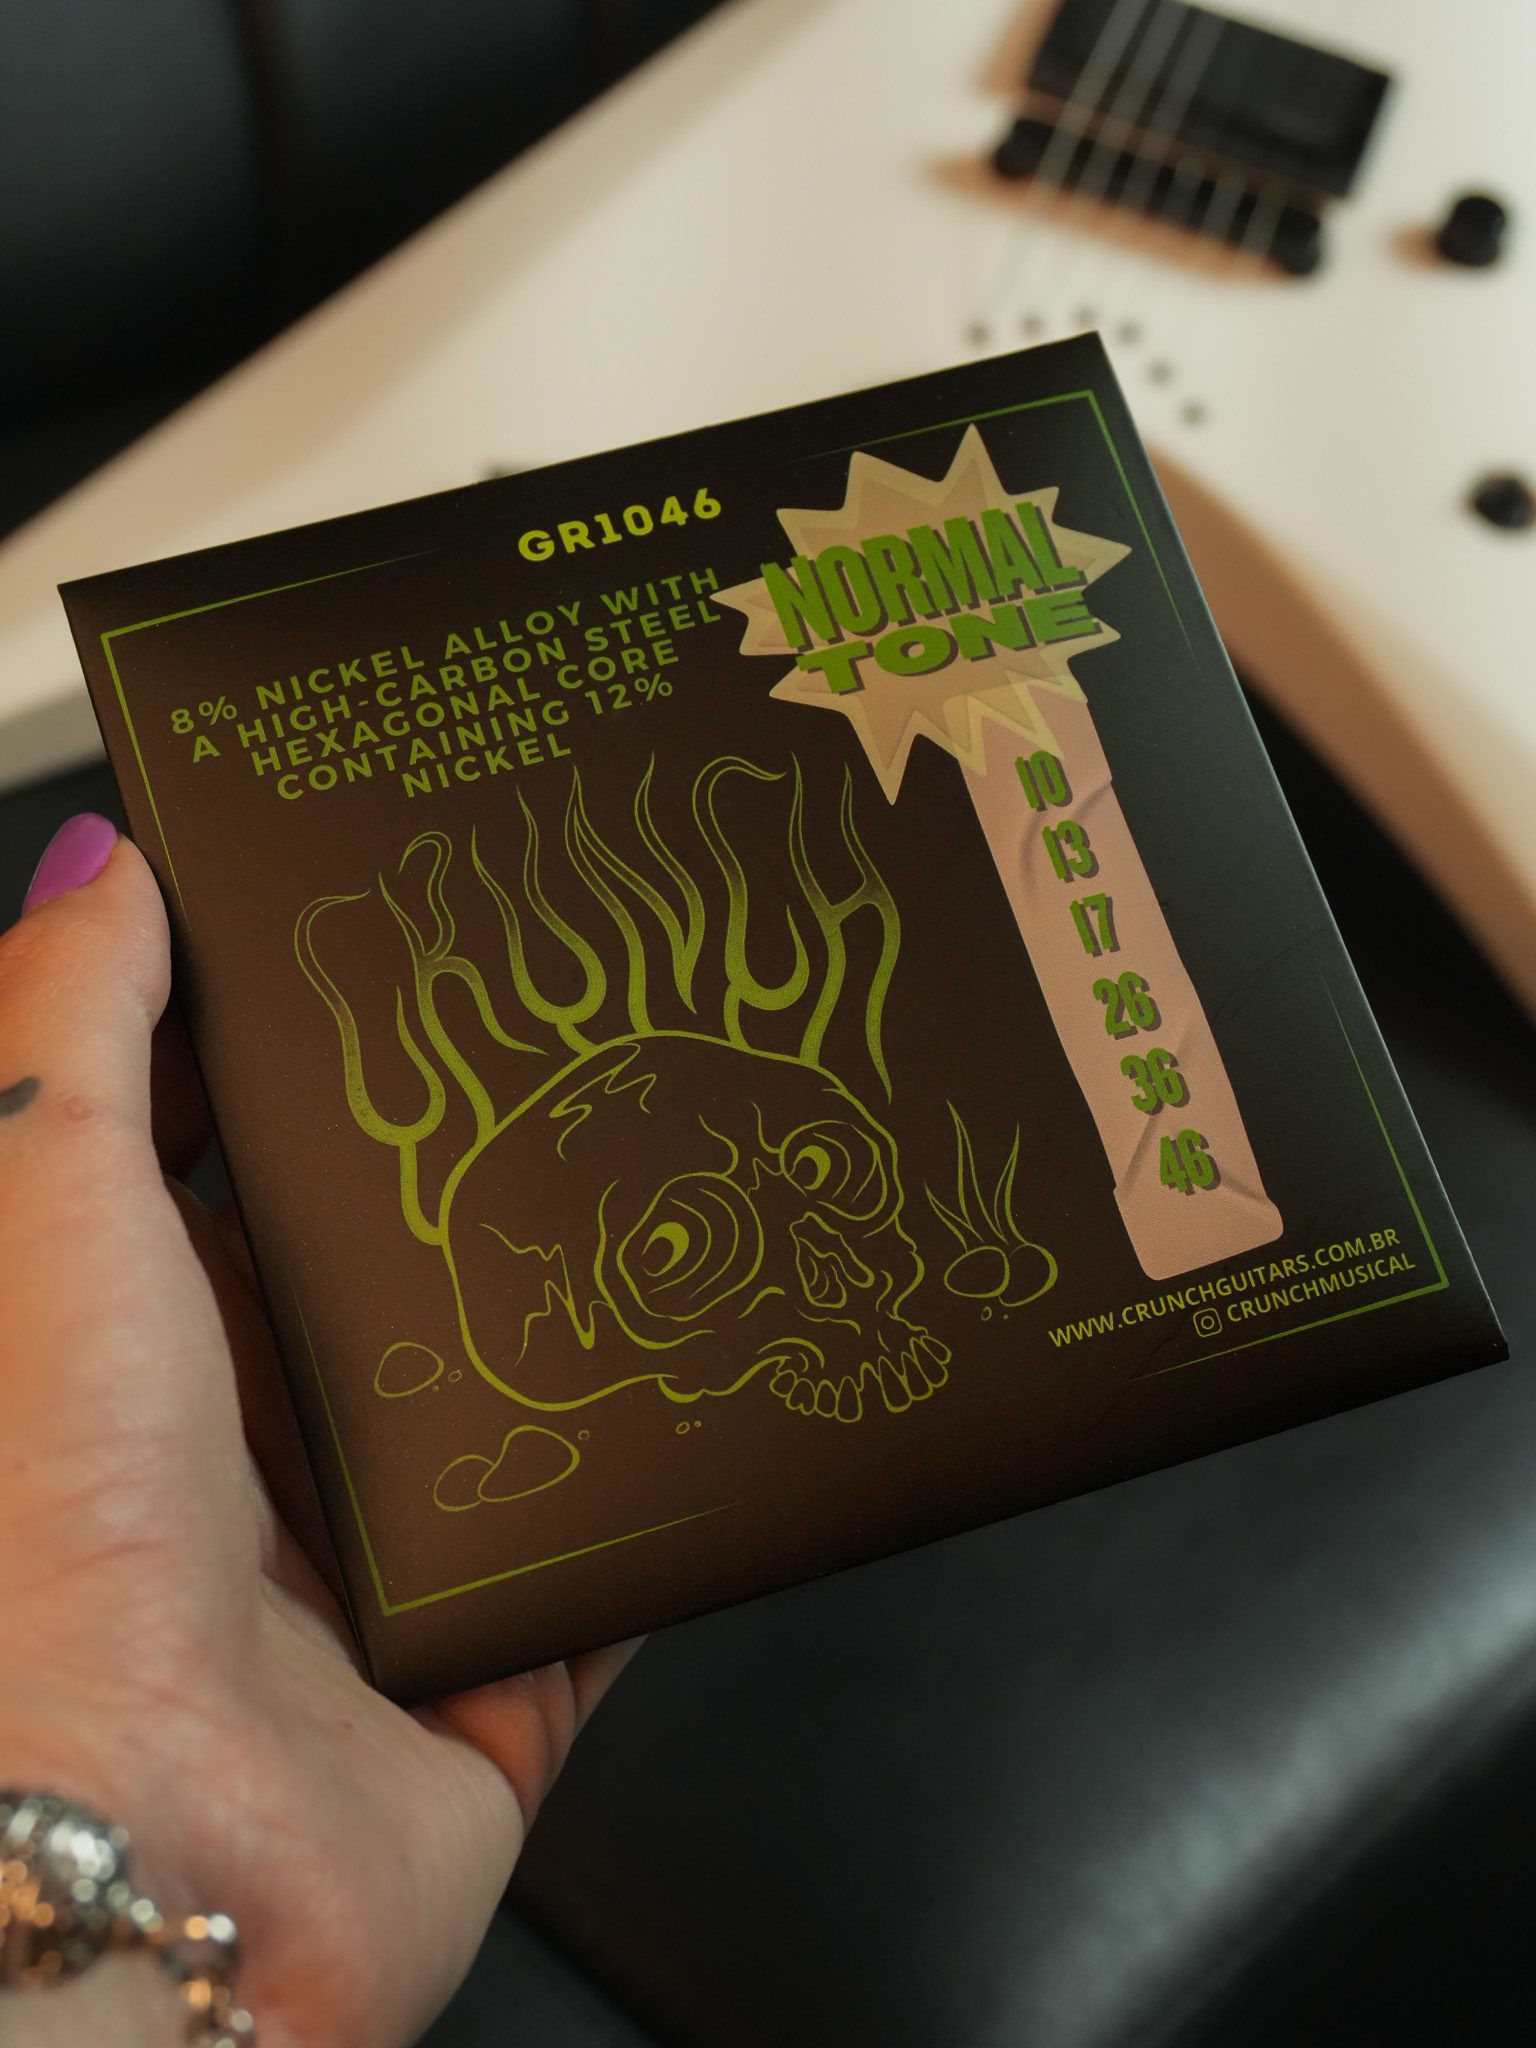 GR1046
8% NICKEL ALLOY WITH
A HIGH-CARBON STEEL
HEXAGONAL CORE
CONTAINING 12%
NICKEL
NORMAL
TONE
10
13
17
26
36
46
CRUNCH
WWW.CRUNCHGUITARS.COM.BR
CRUNCHMUSICAL